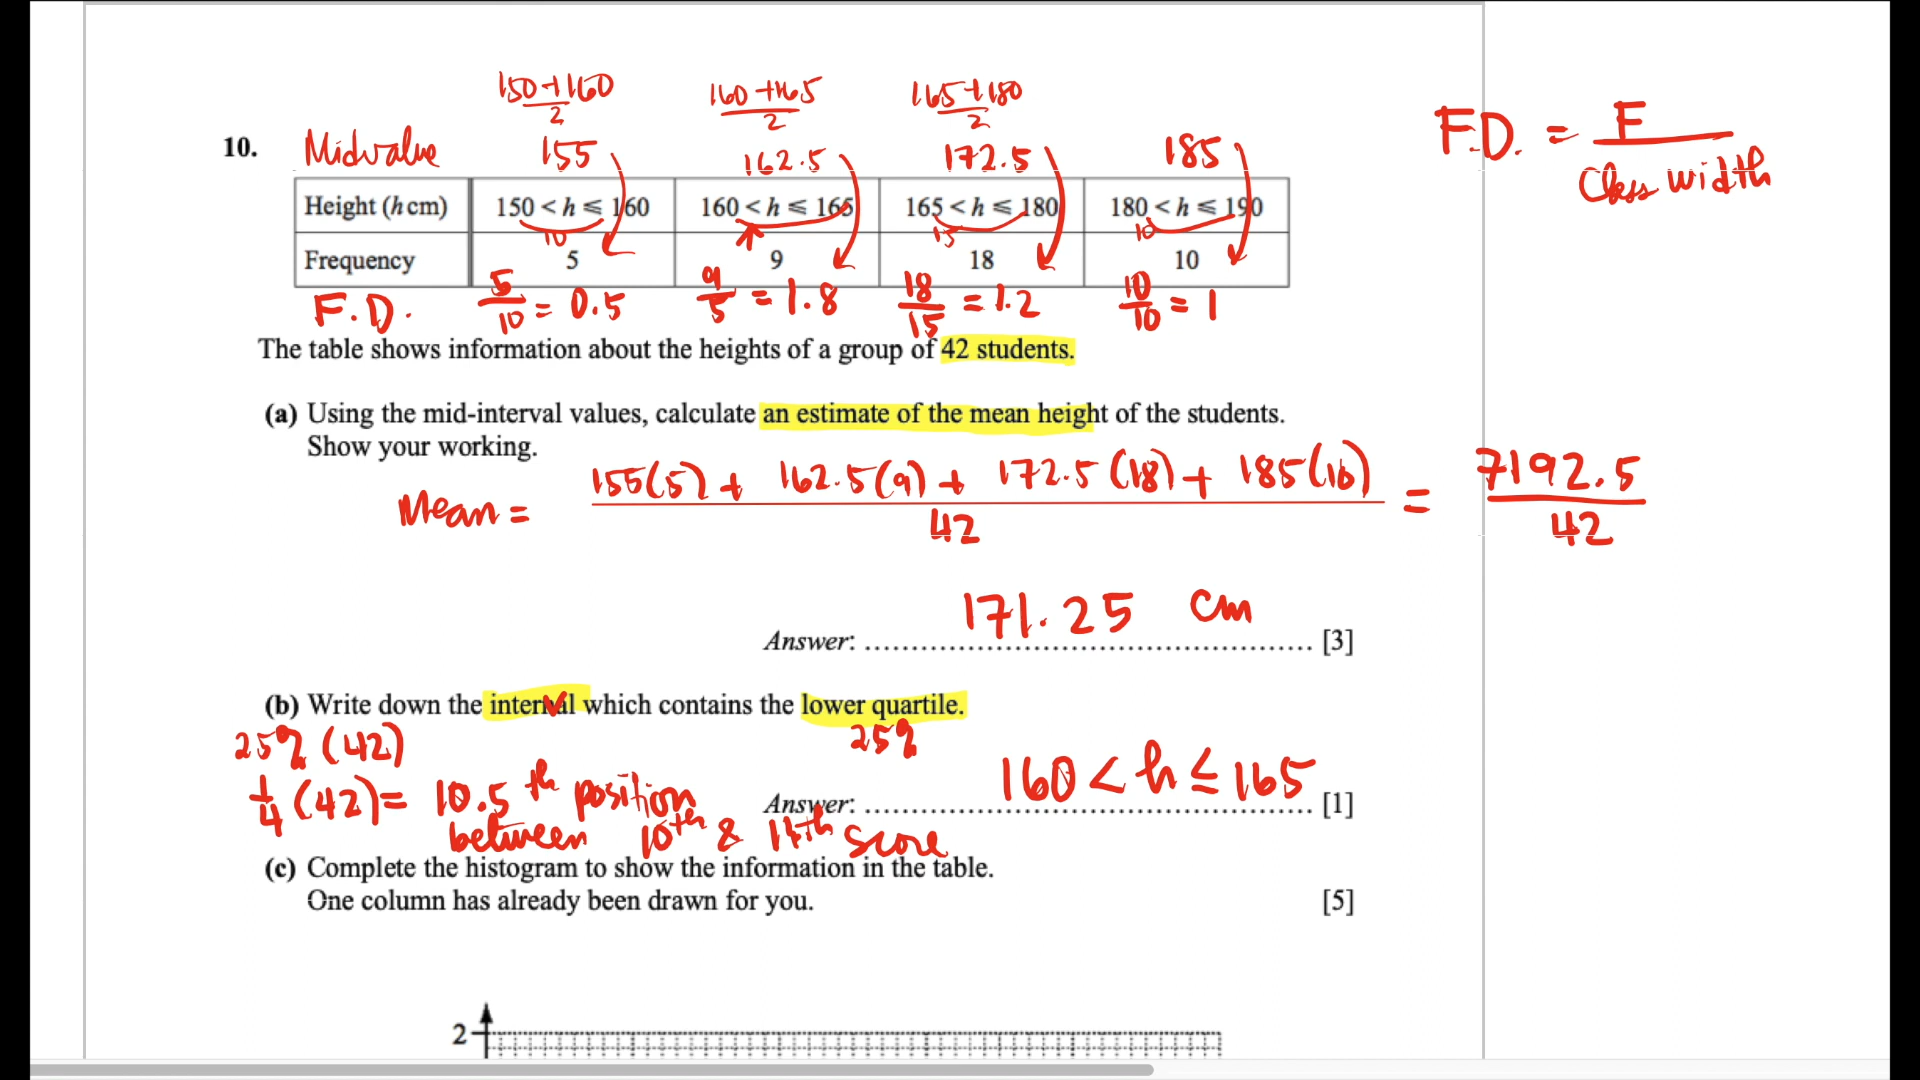 150+160 / 2
160+165 / 2
165+180 / 2
F.D. = F / Class width
10. Midvalue 155 162.5 172.5 185
Height (h cm) 150 < h ⩽ 160 160 < h ⩽ 165 165 < h ⩽ 180 180 < h ⩽ 190
10 15 10
Frequency 5 9 18 10
F.D. 5/10 = 0.5 9/5 = 1.8 18/15 = 1.2 10/10 = 1
The table shows information about the heights of a group of 42 students.
(a) Using the mid-interval values, calculate an estimate of the mean height of the students.
Show your working.
Mean = 155(5) + 162.5(9) + 172.5(18) + 185(10) / 42 = 7192.5 / 42
171.25 cm
Answer: ................................................ [3]
(b) Write down the interval which contains the lower quartile.
25% (42) 25%
1/4 (42) = 10.5th position
between 10th & 11th score
160 < h ≤ 165
Answer: ................................................ [1]
(c) Complete the histogram to show the information in the table.
One column has already been drawn for you. [5]
2